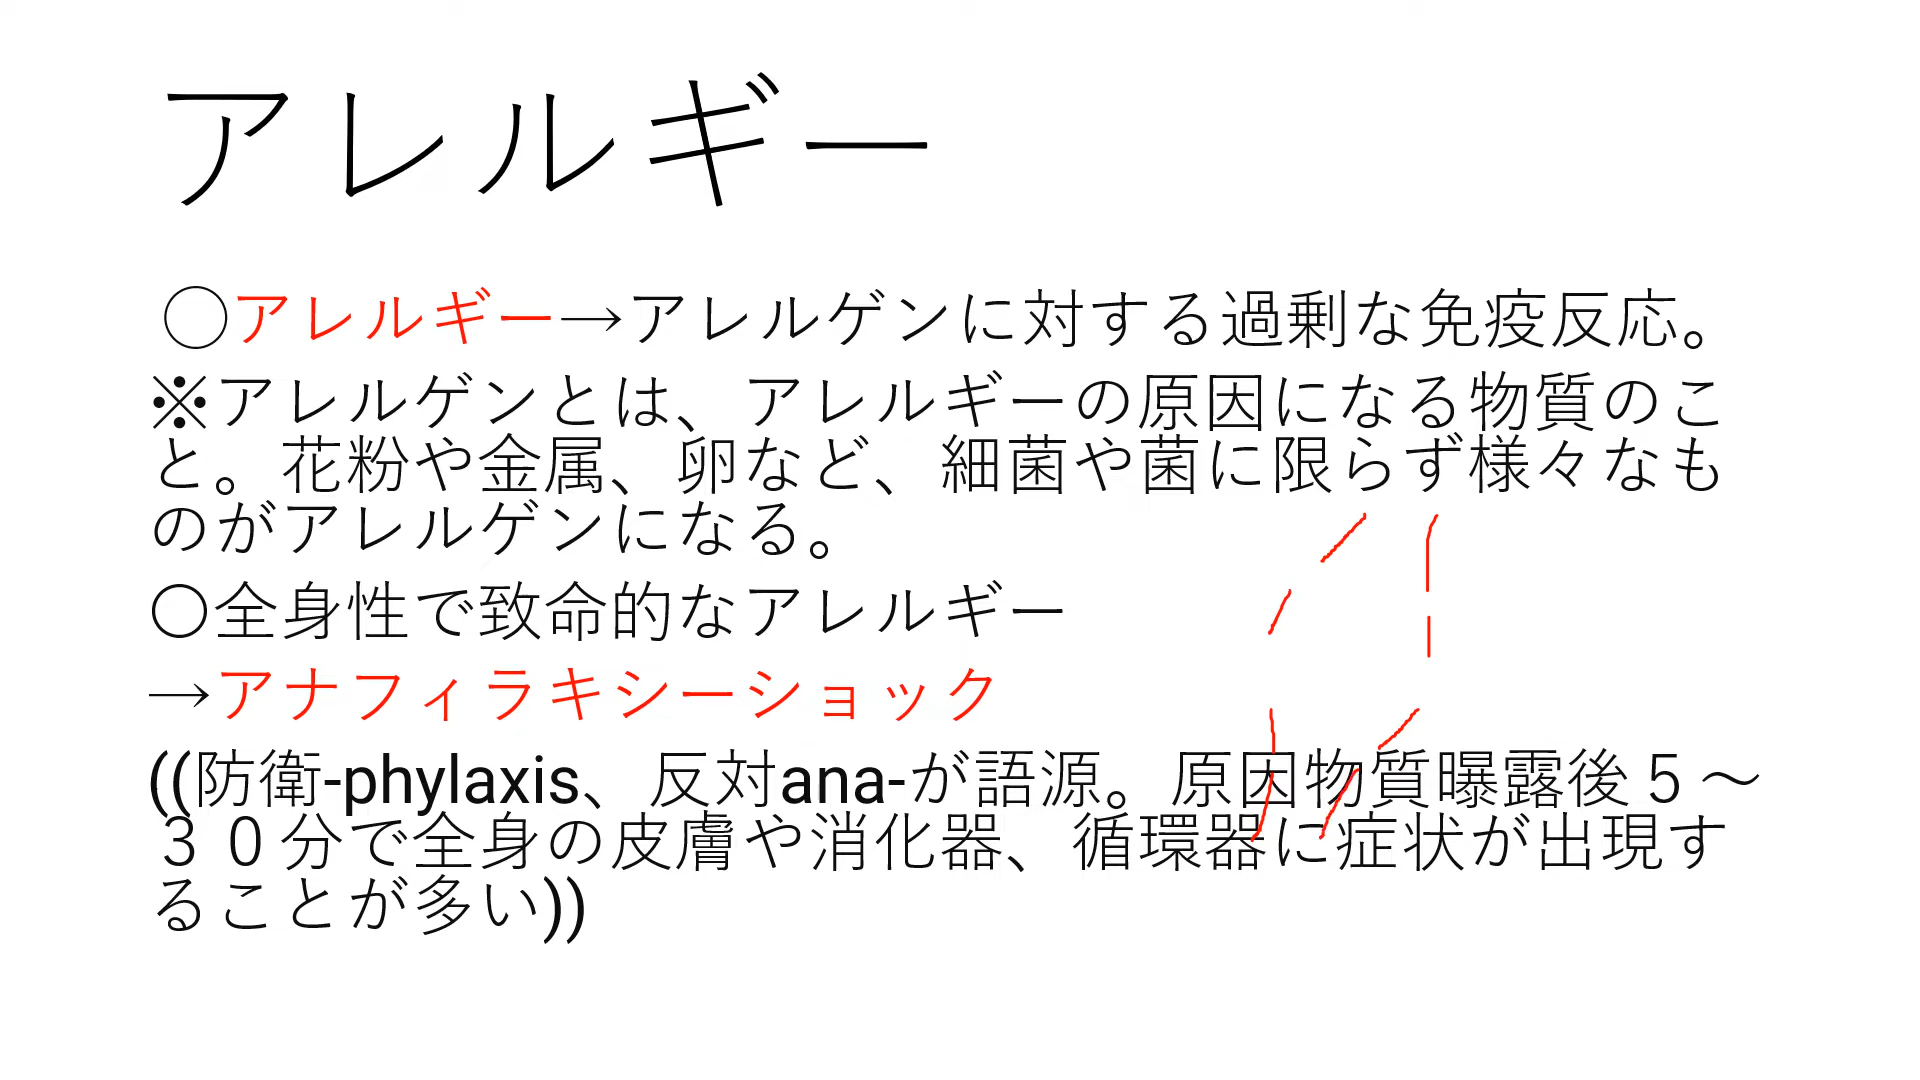 アレルギー
◯アレルギー→アレルゲンに対する過剰な免疫反応。
※アレルゲンとは、アレルギーの原因になる物質のこ
と。花粉や金属、卵など、細菌や菌に限らず様々なも
のがアレルゲンになる。
〇全身性で致命的なアレルギー
→アナフィラキシーショック
((防衛-phylaxis、反対ana-が語源。原因物質曝露後５～
３０分で全身の皮膚や消化器、循環器に症状が出現す
ることが多い))